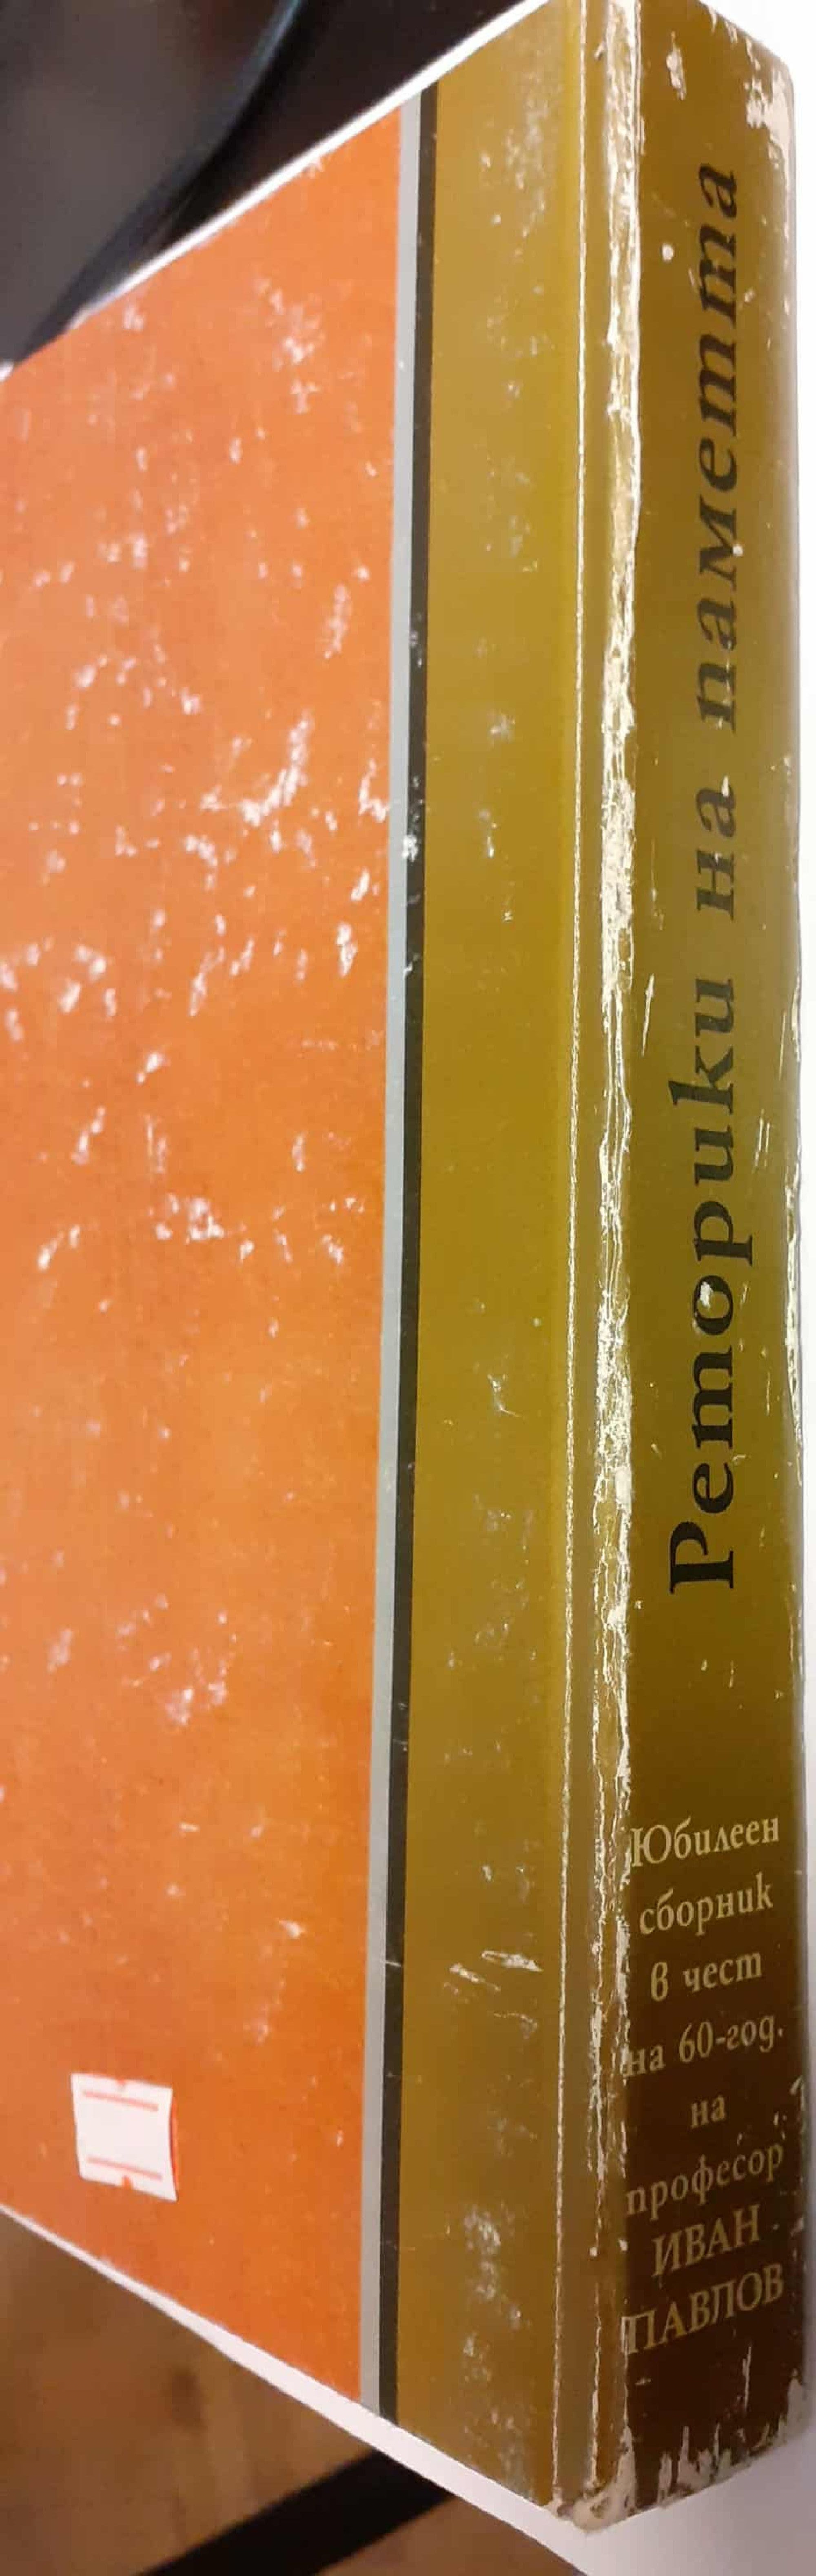 Реторики на паметта
Юбилеен
сборник
в чест
на 60-год.
на
професор
ИВАН
ПАВЛОВ